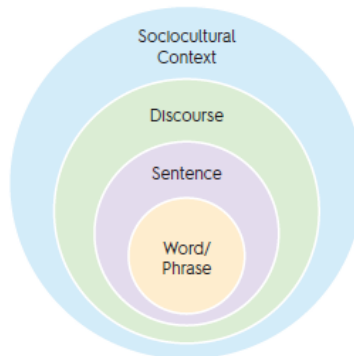 Sociocultural
Context
Discourse
Sentence
Word/
Phrase